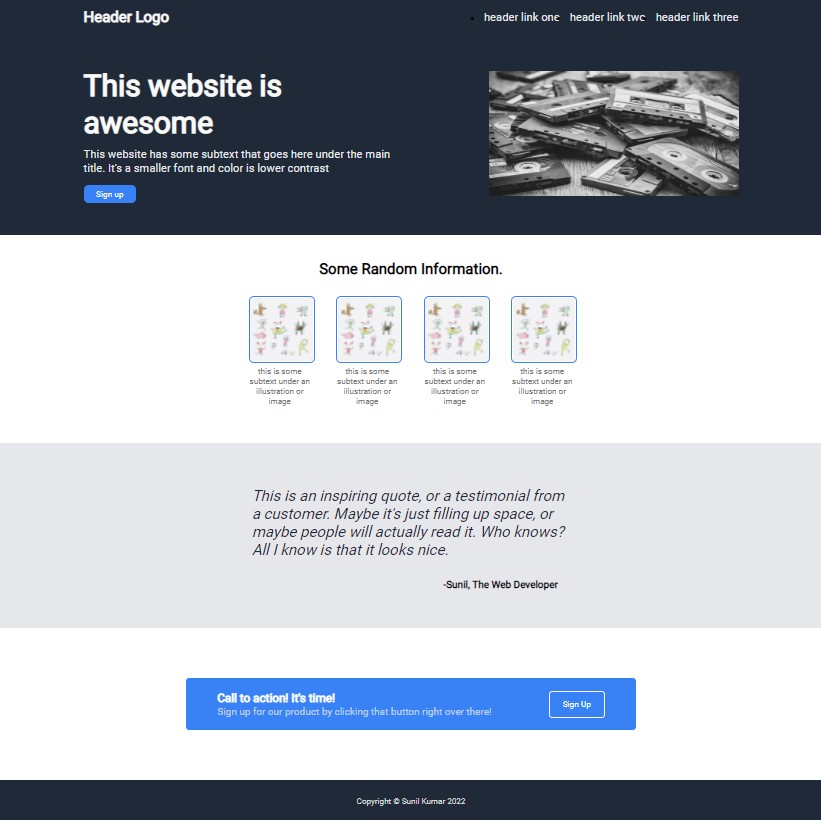 Header Logo
header link one header link two header link three
This website is
awesome
This website has some subtext that goes here under the main
title. It's a smaller font and color is lower contrast
Sign up
Some Random Information.
this is some
subtext under an
illustration or
image
this is some
subtext under an
illustration or
image
this is some
subtext under an
illustration or
image
this is some
subtext under an
illustration or
image
This is an inspiring quote, or a testimonial from
a customer. Maybe it's just filling up space, or
maybe people will actually read it. Who knows?
All I know is that it looks nice.
-Sunil, The Web Developer
Call to action! It's time!
Sign up for our product by clicking that button right over there!
Sign Up
Copyright © Sunil Kumar 2022